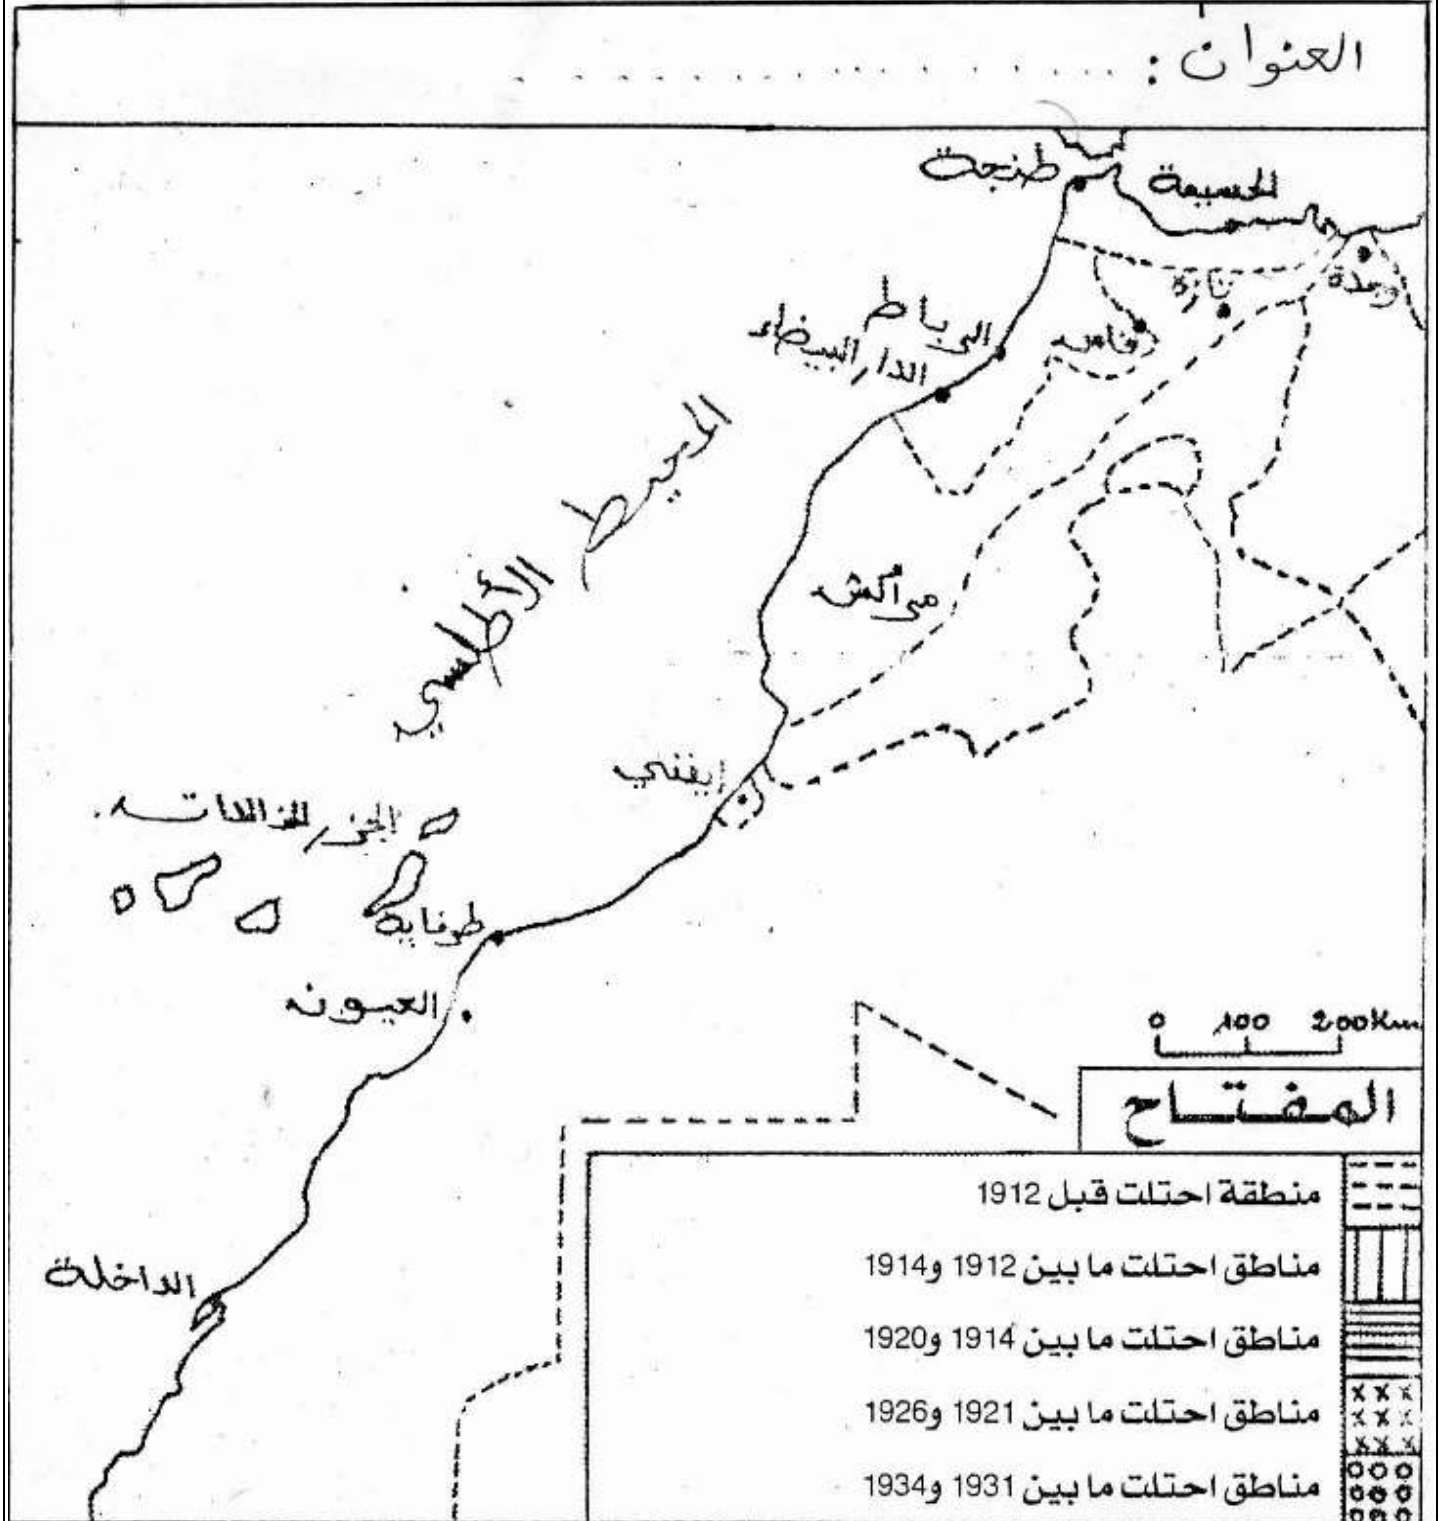 العنوان : ..................
طنجة
الحسيمة
وجدة
تازة
فاس
الرباط
الدار البيضاء
المحيط الأطلسي
مراكش
إيفني
الجزر الخالدات
طرفاية
العيون
0 100 200Km
المفتاح
الداخلة
منطقة احتلت قبل 1912
مناطق احتلت ما بين 1912 و1914
مناطق احتلت ما بين 1914 و1920
مناطق احتلت ما بين 1921 و1926
مناطق احتلت ما بين 1931 و1934